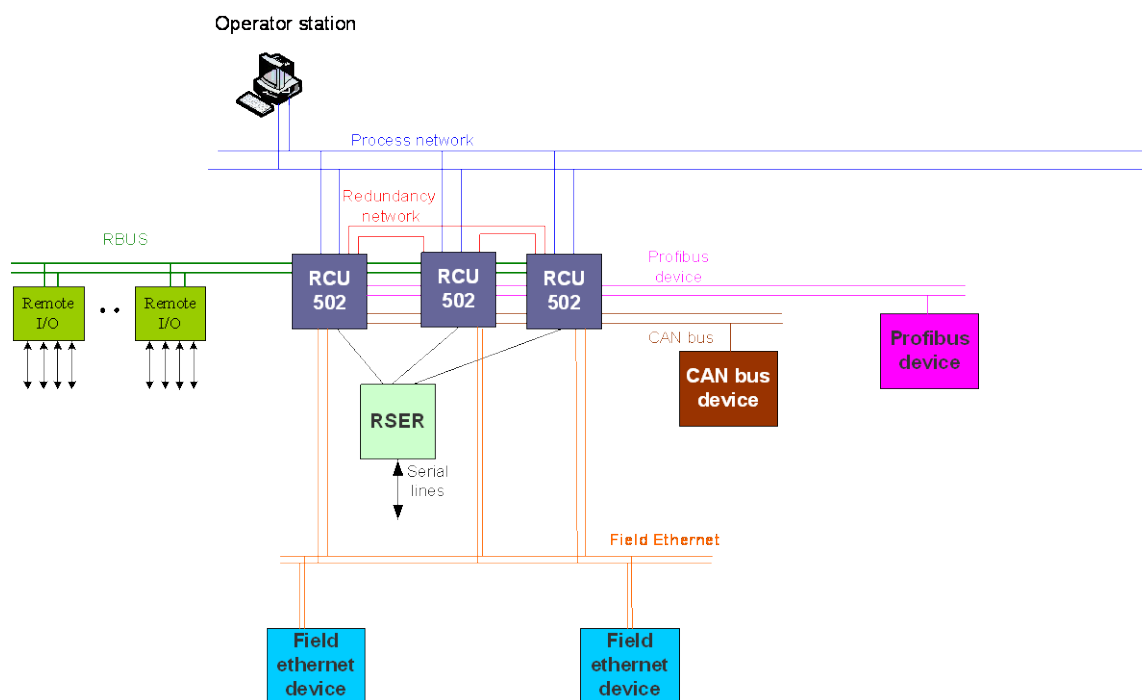 Operator station
Process network
Redundancy
network
RBUS
Profibus
device
RCU
502
RCU
502
RCU
502
Remote
I/O
Remote
I/O
CAN bus
Profibus
device
CAN bus
device
RSER
Serial
lines
Field Ethernet
Field
ethernet
device
Field
ethernet
device